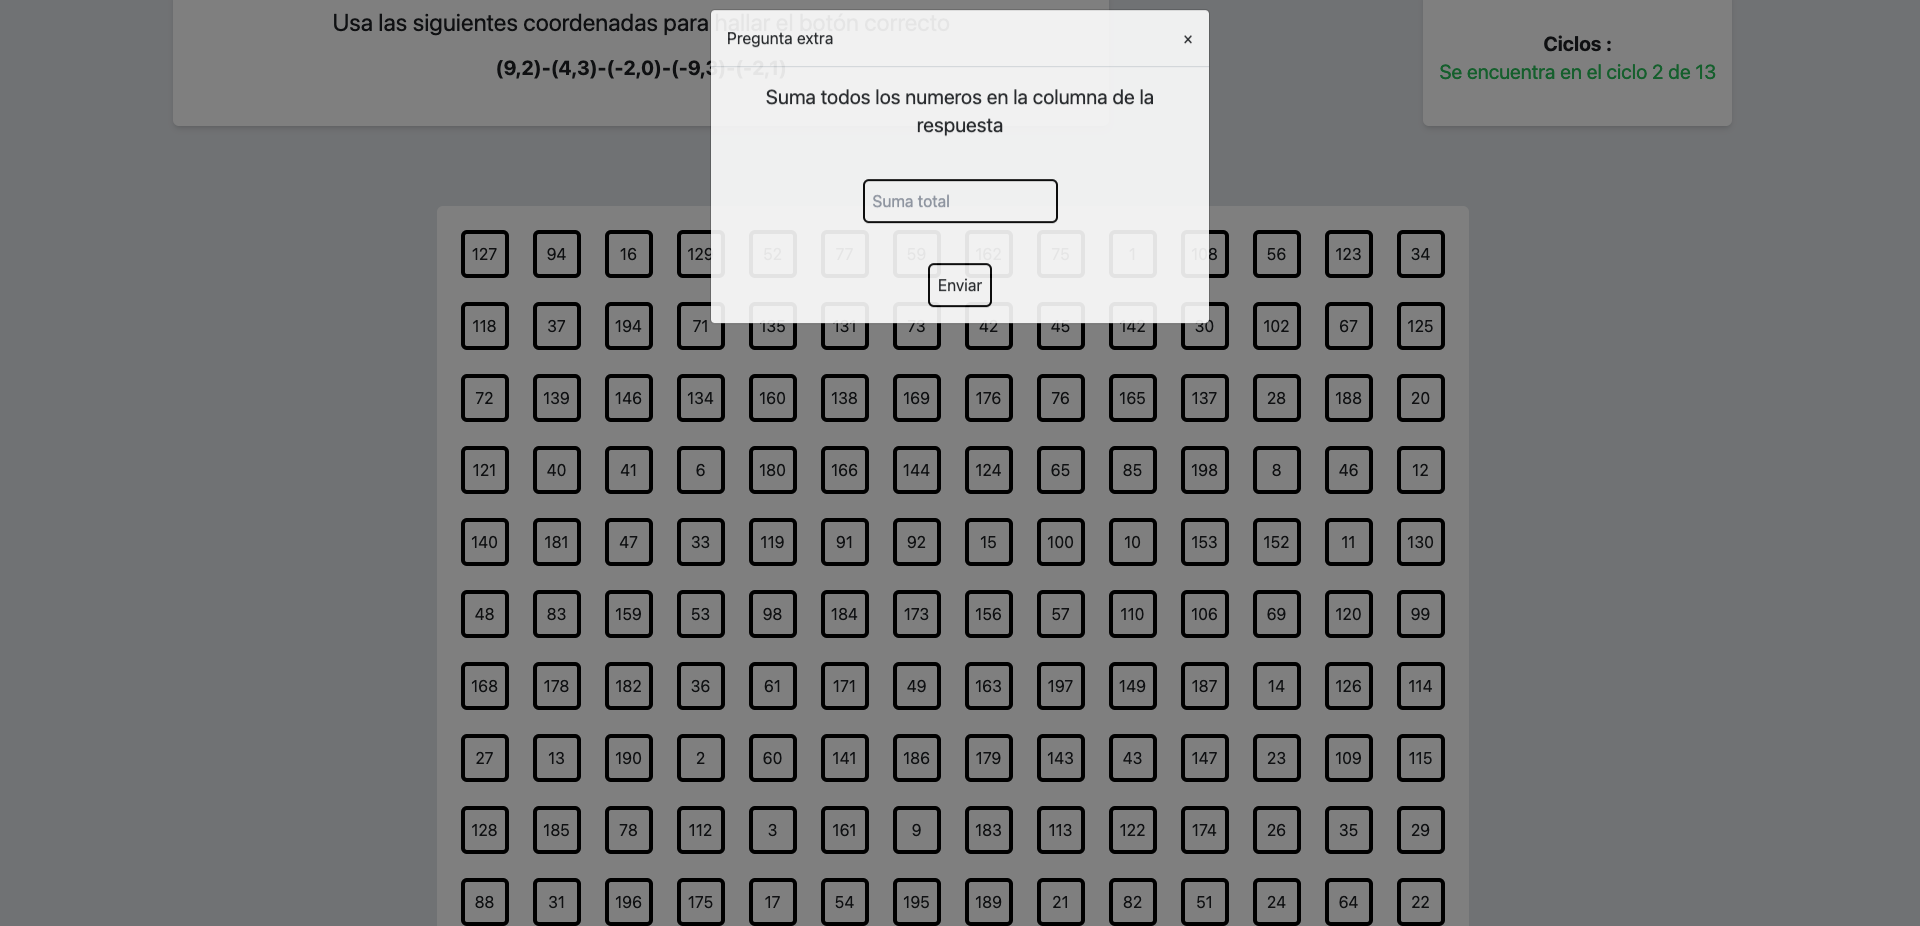 Usa las siguientes coordenadas para hallar el botón correcto
(9,2)-(4,3)-(-2,0)-(-9,3)-(-2,1)
Ciclos :
Se encuentra en el ciclo 2 de 13
Pregunta extra ×
Suma todos los numeros en la columna de la
respuesta
Suma total
Enviar
127 94 16 129 52 77 59 162 75 1 108 56 123 34
118 37 194 71 135 131 73 42 45 142 30 102 67 125
72 139 146 134 160 138 169 176 76 165 137 28 188 20
121 40 41 6 180 166 144 124 65 85 198 8 46 12
140 181 47 33 119 91 92 15 100 10 153 152 11 130
48 83 159 53 98 184 173 156 57 110 106 69 120 99
168 178 182 36 61 171 49 163 197 149 187 14 126 114
27 13 190 2 60 141 186 179 143 43 147 23 109 115
128 185 78 112 3 161 9 183 113 122 174 26 35 29
88 31 196 175 17 54 195 189 21 82 51 24 64 22